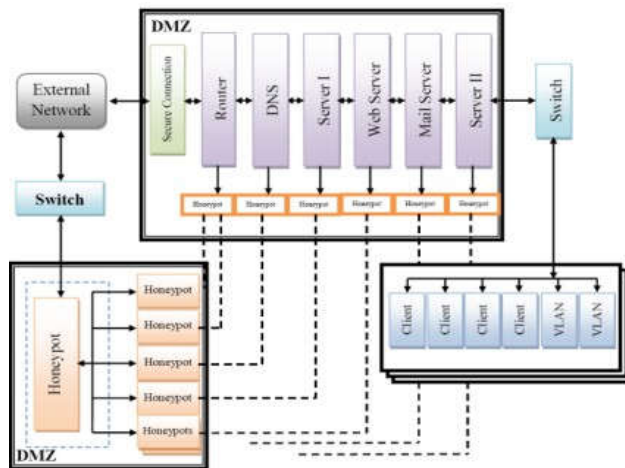 DMZ
External
Network
Secure Connection
Router
DNS
Server I
Web Server
Mail Server
Server II
Switch
Honeypot
Honeypot
Honeypot
Honeypot
Honeypot
Honeypot
Switch
Honeypot
Honeypot
Honeypot
Honeypot
Honeypot
Honeypots
DMZ
Client
Client
Client
Client
VLAN
VLAN